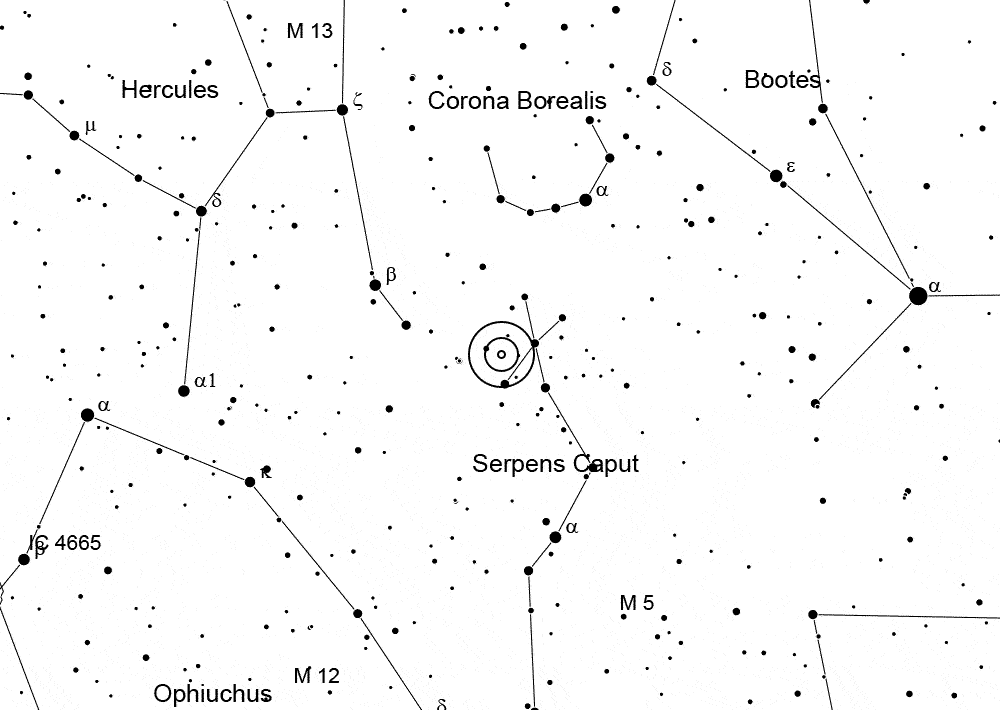 M 13
δ
Hercules
Bootes
Corona Borealis
ζ
μ
ε
α
δ
β
α
α1
α
Serpens Caput
κ
α
IC 4665
β
M 5
M 12
Ophiuchus
δ